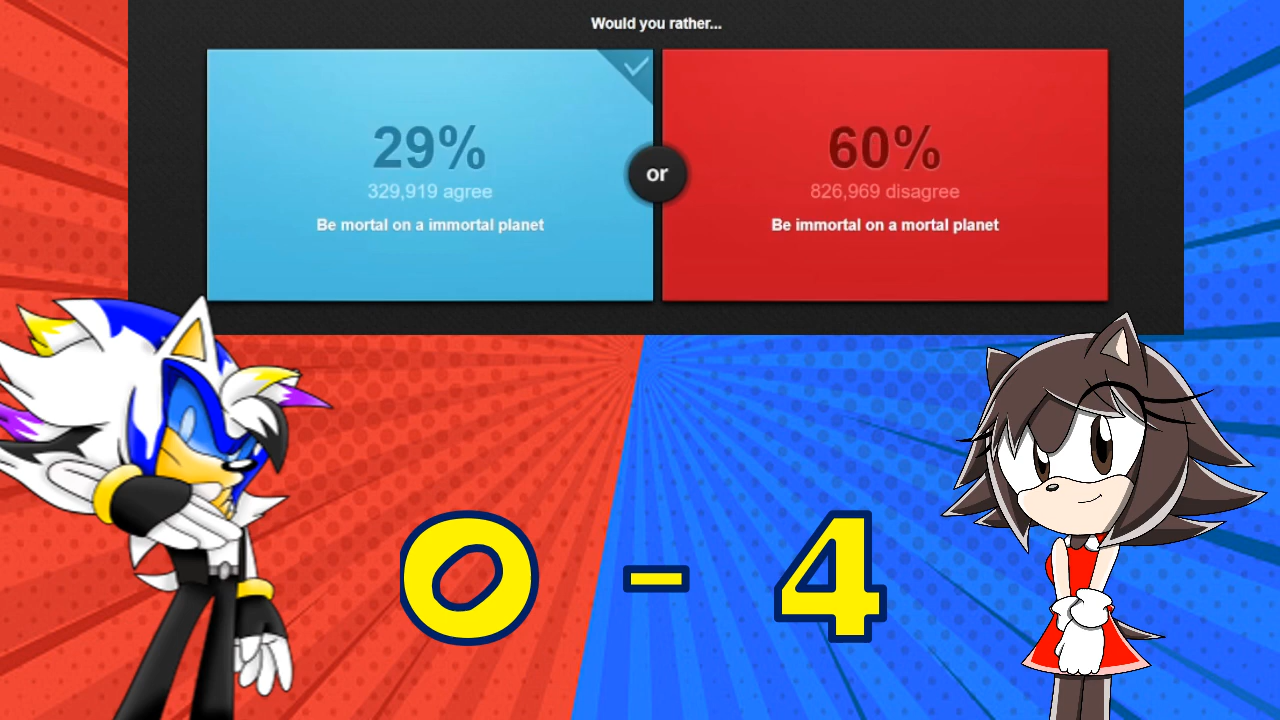 Would you rather...
29%
329,919 agree
Be mortal on a immortal planet
or
60%
826,969 disagree
Be immortal on a mortal planet
0 - 4